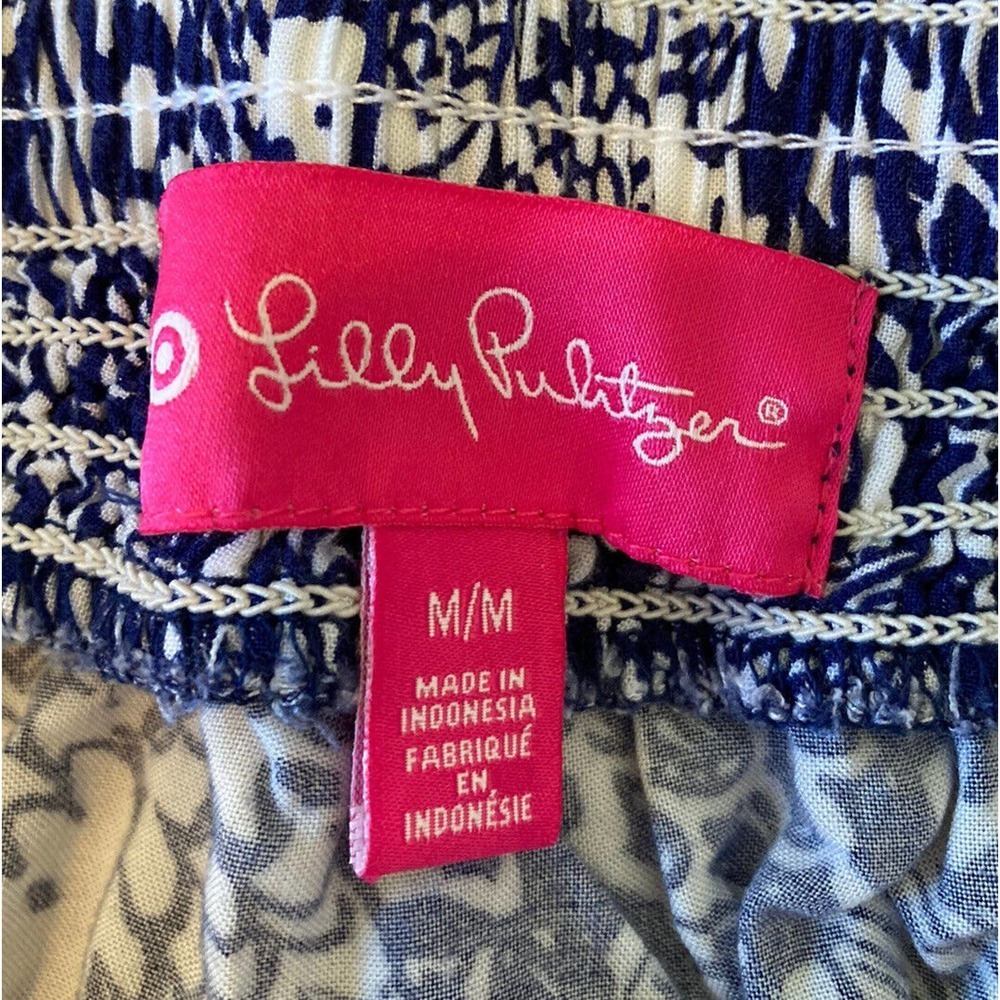 Lilly Pulitzer®
M/M
MADE IN
INDONESIA
FABRIQUÉ
EN
INDONÉSIE